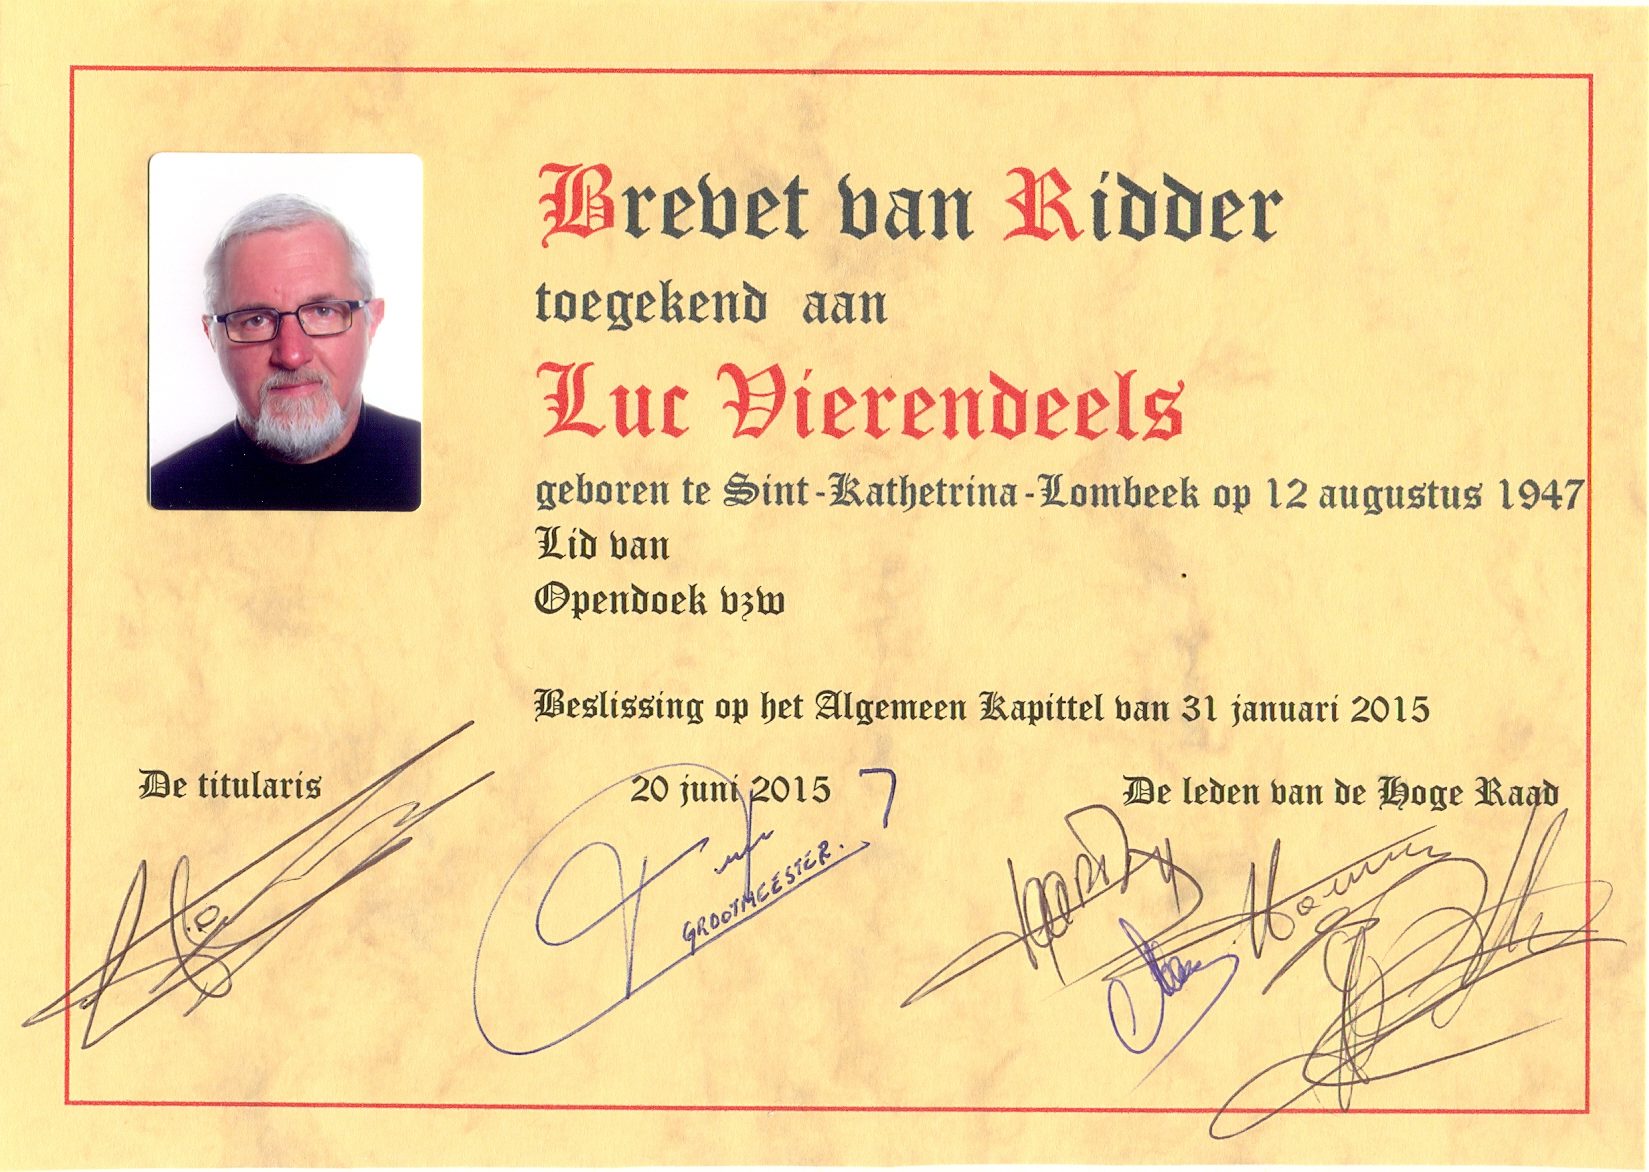 Brevet van Ridder
toegekend aan
Luc Vierendeels
geboren te Sint-Kathetrina-Lombeek op 12 augustus 1947
Lid van
Opendoek vzw
Beslissing op het Algemeen Kapittel van 31 januari 2015
De titularis
20 juni 2015
De leden van de Hoge Raad
GROOTMEESTER.